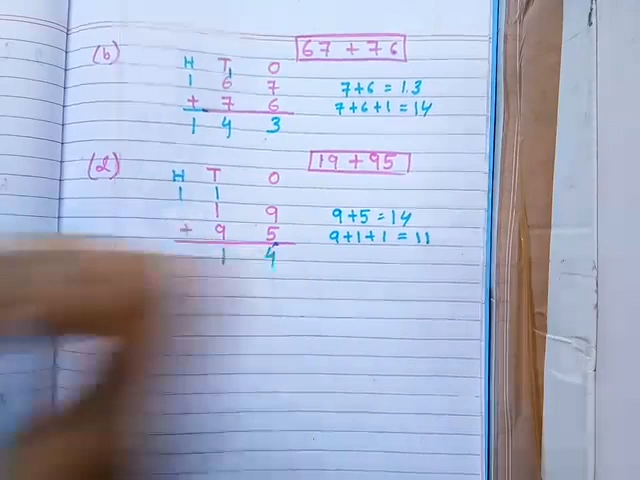 (b) 67 + 76
H T O
1 1
6 7 7 + 6 = 13
+ 7 6 7 + 6 + 1 = 14
1 4 3
(d) 19 + 95
H T O
1 1
1 9 9 + 5 = 14
+ 9 5 9 + 1 + 1 = 11
1 4